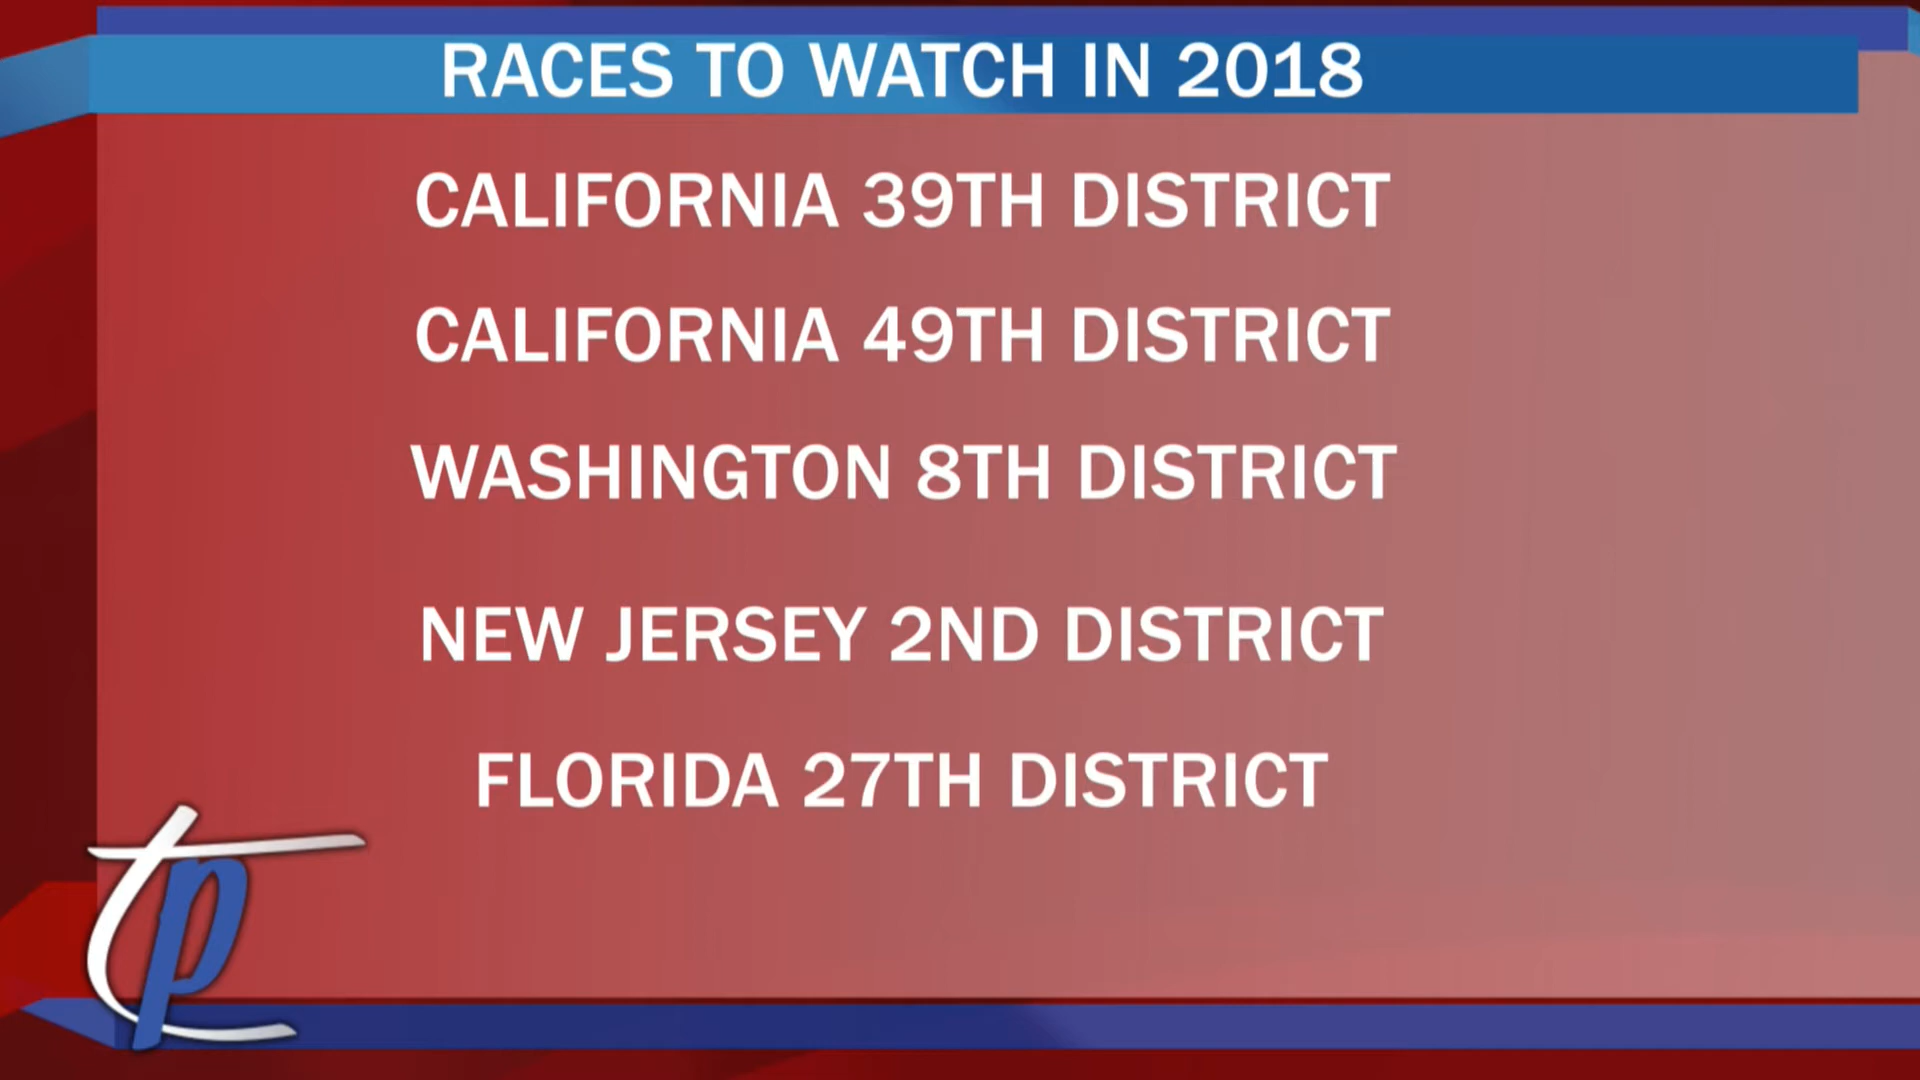 RACES TO WATCH IN 2018
CALIFORNIA 39TH DISTRICT
CALIFORNIA 49TH DISTRICT
WASHINGTON 8TH DISTRICT
NEW JERSEY 2ND DISTRICT
FLORIDA 27TH DISTRICT
tp